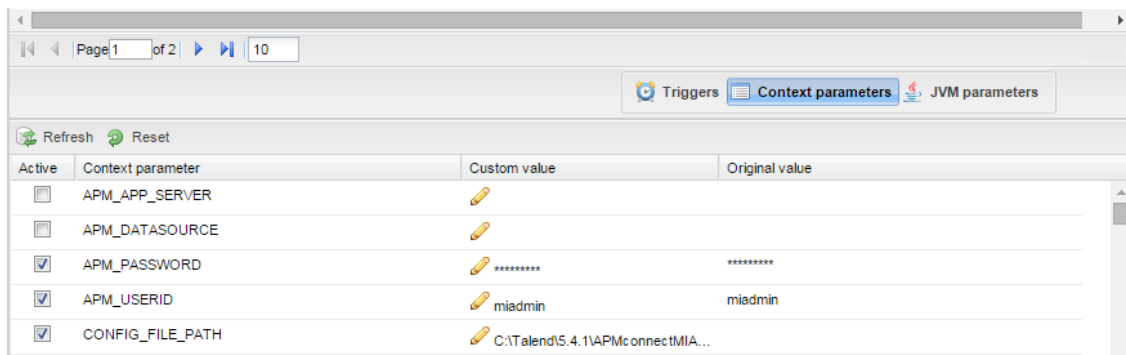 Page 1 of 2 10
Triggers Context parameters JVM parameters
Refresh Reset
Active Context parameter Custom value Original value
APM_APP_SERVER
APM_DATASOURCE
APM_PASSWORD ********* *********
APM_USERID miadmin miadmin
CONFIG_FILE_PATH C:\Talend\5.4.1\APMconnectMIA...